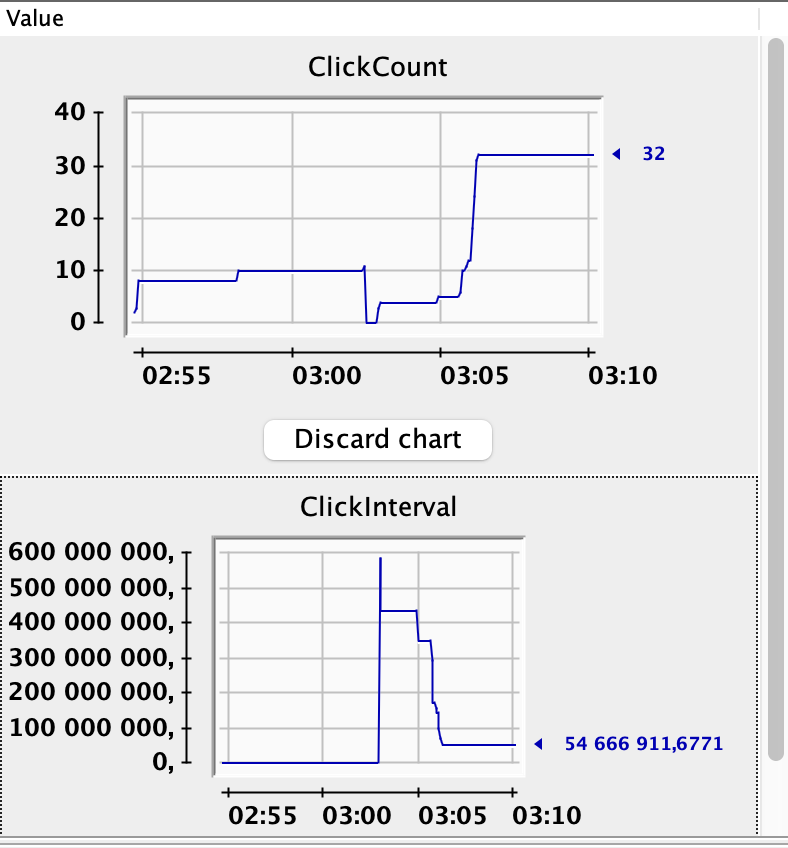 Value
ClickCount
40
30
20
10
0
32
02:55 03:00 03:05 03:10
Discard chart
ClickInterval
600 000 000,
500 000 000,
400 000 000,
300 000 000,
200 000 000,
100 000 000,
0,
54 666 911,6771
02:55 03:00 03:05 03:10